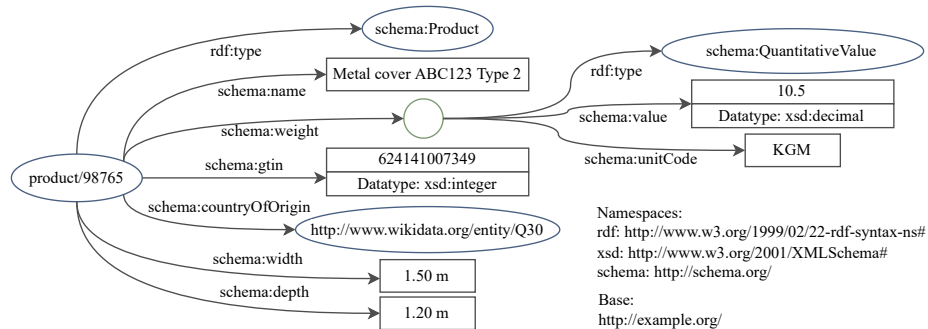 schema:Product
rdf:type
schema:QuantitativeValue
rdf:type
schema:name
Metal cover ABC123 Type 2
10.5
schema:value
Datatype: xsd:decimal
schema:weight
schema:unitCode
KGM
schema:gtin
624141007349
Datatype: xsd:integer
product/98765
schema:countryOfOrigin
http://www.wikidata.org/entity/Q30
schema:width
1.50 m
schema:depth
1.20 m
Namespaces:
rdf: http://www.w3.org/1999/02/22-rdf-syntax-ns#
xsd: http://www.w3.org/2001/XMLSchema#
schema: http://schema.org/
Base:
http://example.org/